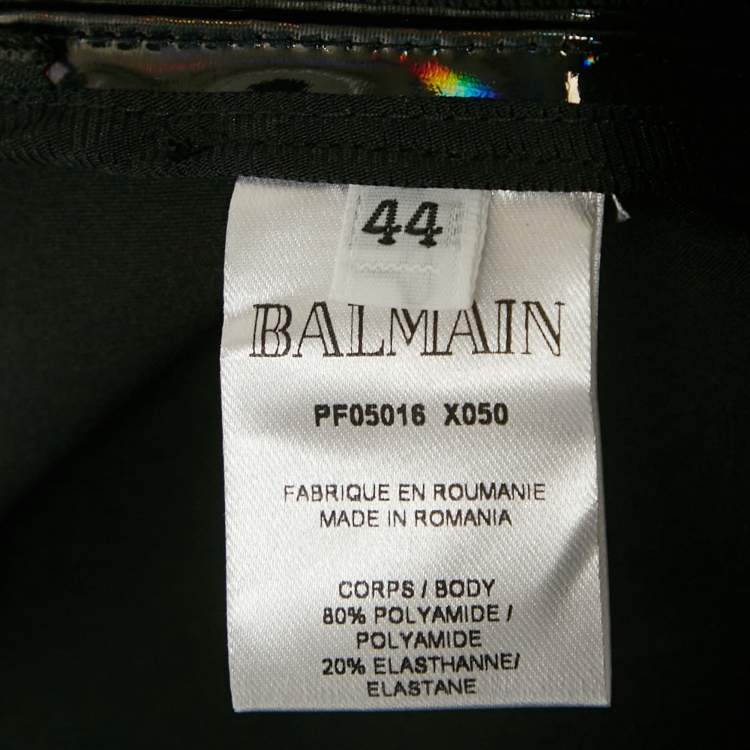 44
BALMAIN
PF05016 X050
FABRIQUE EN ROUMANIE
MADE IN ROMANIA
CORPS / BODY
80% POLYAMIDE /
POLYAMIDE
20% ELASTHANNE/
ELASTANE